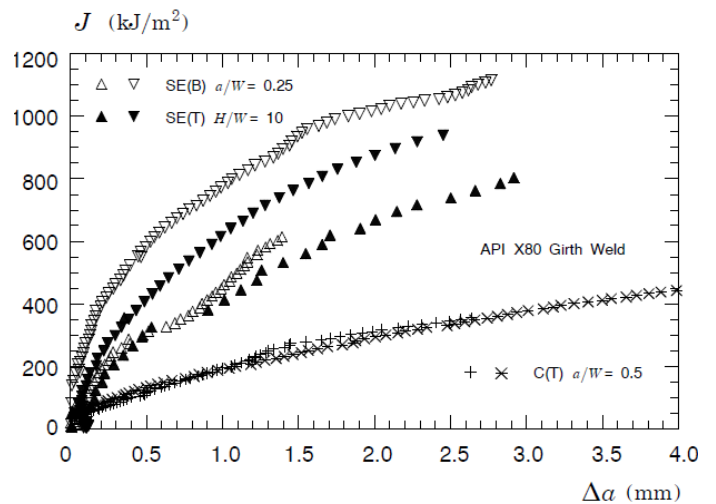 J (kJ/m²)
1200
1000
800
600
400
200
0
SE(B) a/W= 0.25
SE(T) H/W= 10
API X80 Girth Weld
C(T) a/W= 0.5
0 0.5 1.0 1.5 2.0 2.5 3.0 3.5 4.0
Δa (mm)